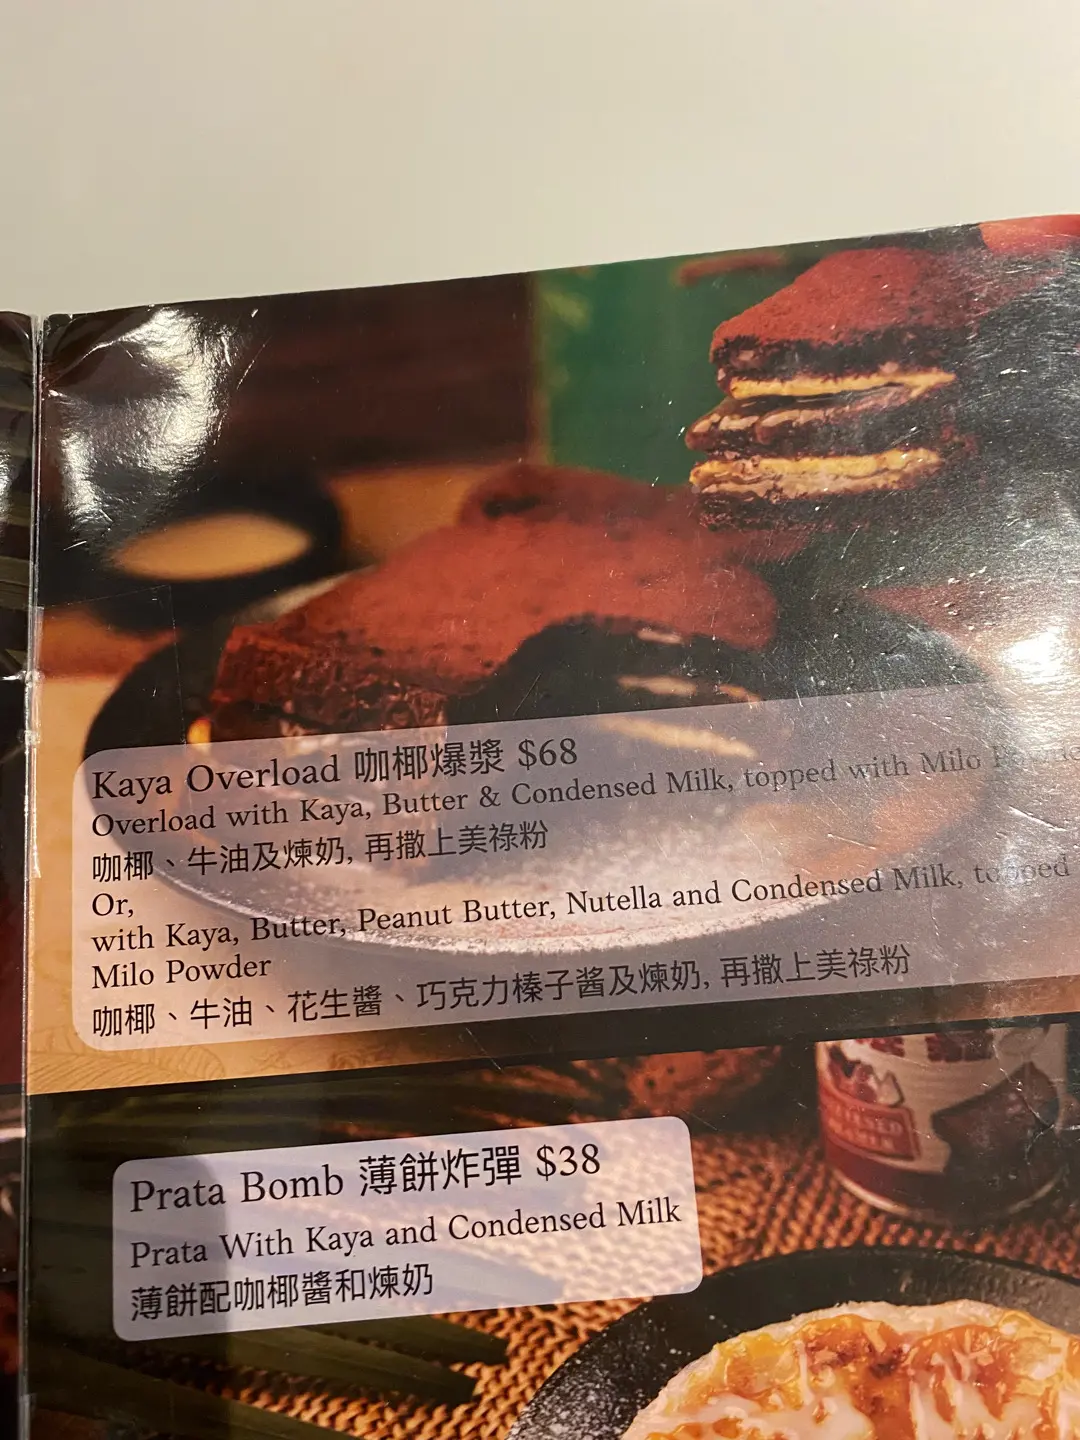 Kaya Overload 咖椰爆漿 $68
Overload with Kaya, Butter & Condensed Milk, topped with Milo
咖椰、牛油及煉奶, 再撒上美祿粉
Or,
with Kaya, Butter, Peanut Butter, Nutella and Condensed Milk, topped
Milo Powder
咖椰、牛油、花生醬、巧克力榛子酱及煉奶, 再撒上美祿粉
Prata Bomb 薄餅炸彈 $38
Prata With Kaya and Condensed Milk
薄餅配咖椰醬和煉奶